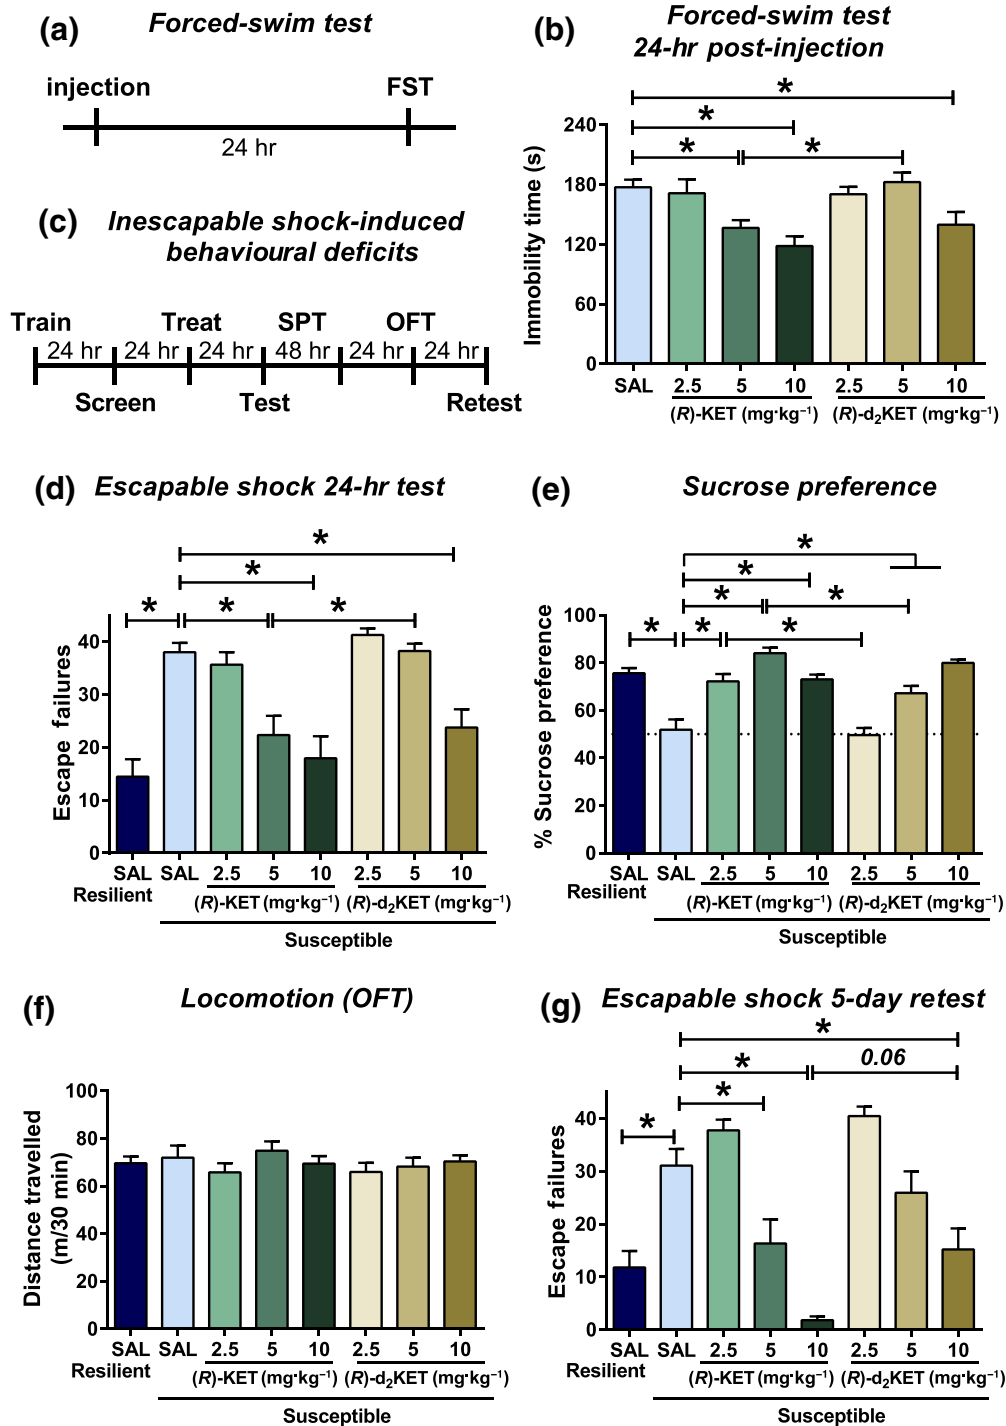 (a) Forced-swim test
injection FST
24 hr
(b) Forced-swim test
24-hr post-injection
*
*
* *
Immobility time (s)
240
180
120
60
0
SAL 2.5 5 10 2.5 5 10
(R)-KET (mg·kg⁻¹) (R)-d₂KET (mg·kg⁻¹)
(c) Inescapable shock-induced
behavioural deficits
Train Treat SPT OFT
24 hr 24 hr 24 hr 48 hr 24 hr 24 hr
Screen Test Retest
(d) Escapable shock 24-hr test
*
*
* * *
Escape failures
40
30
20
10
0
SAL SAL 2.5 5 10 2.5 5 10
Resilient (R)-KET (mg·kg⁻¹) (R)-d₂KET (mg·kg⁻¹)
Susceptible
(e) Sucrose preference
*
*
* *
* * *
% Sucrose preference
100
80
60
40
20
0
SAL SAL 2.5 5 10 2.5 5 10
Resilient (R)-KET (mg·kg⁻¹) (R)-d₂KET (mg·kg⁻¹)
Susceptible
(f) Locomotion (OFT)
Distance travelled
(m/30 min)
100
80
60
40
20
0
SAL SAL 2.5 5 10 2.5 5 10
Resilient (R)-KET (mg·kg⁻¹) (R)-d₂KET (mg·kg⁻¹)
Susceptible
(g) Escapable shock 5-day retest
*
* 0.06
*
*
Escape failures
40
30
20
10
0
SAL SAL 2.5 5 10 2.5 5 10
Resilient (R)-KET (mg·kg⁻¹) (R)-d₂KET (mg·kg⁻¹)
Susceptible